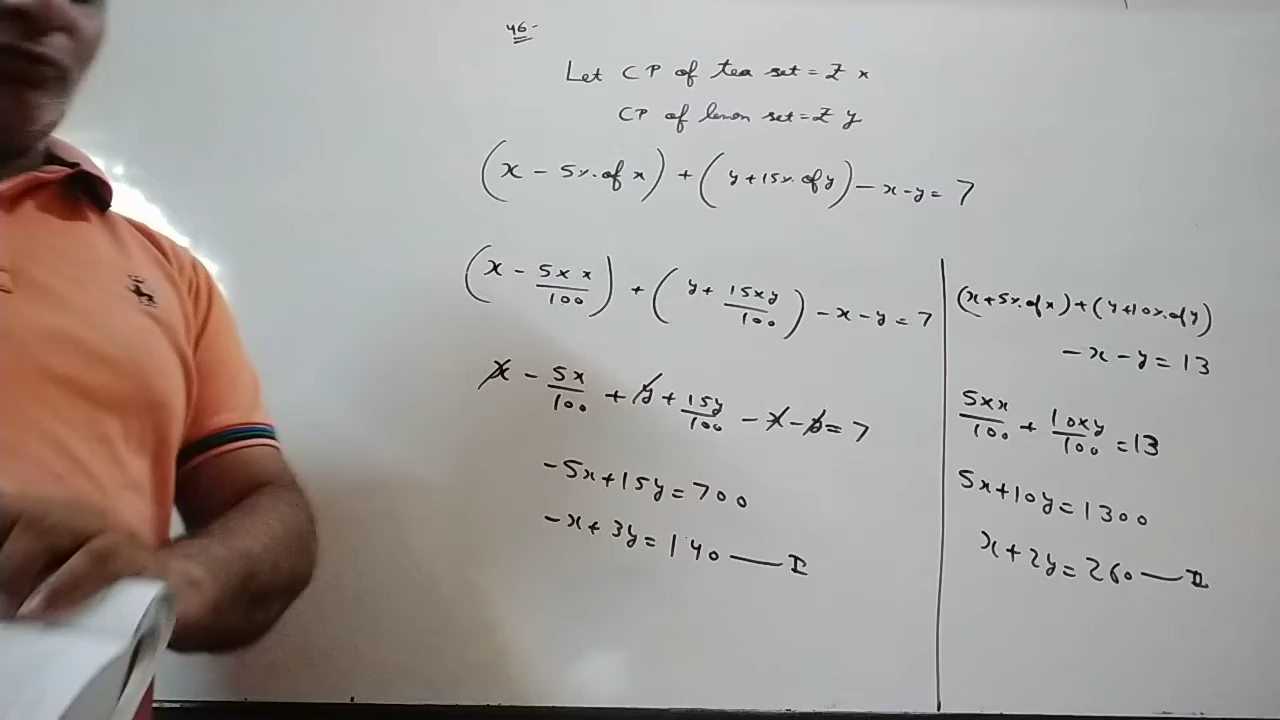 46-
Let CP of tea set = ₹ x
CP of lemon set = ₹ y
(x - 5% of x) + (y + 15% of y) - x - y = 7
(x - 5×x/100) + (y + 15×y/100) - x - y = 7
x - 5x/100 + y + 15y/100 - x - y = 7
-5x + 15y = 700
-x + 3y = 140 — I
(x + 5% of x) + (y + 10% of y)
- x - y = 13
5×x/100 + 10×y/100 = 13
5x + 10y = 1300
x + 2y = 260 — II